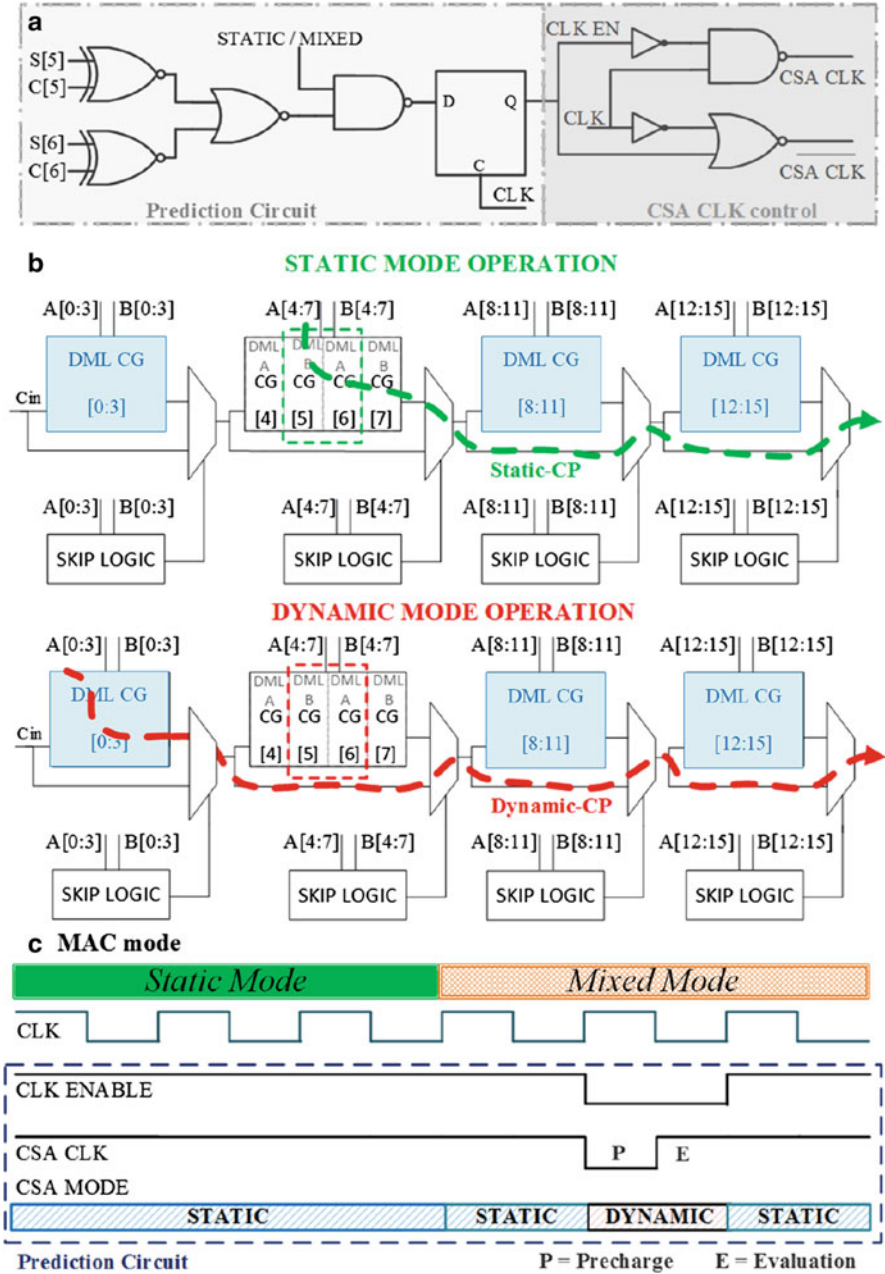 a
STATIC / MIXED
S[5]
C[5]
S[6]
C[6]
D
Q
C
CLK
Prediction Circuit
CLK EN
CLK
CSA CLK
CSA CLK
CSA CLK control
b
STATIC MODE OPERATION
A[0:3] B[0:3] A[4:7] B[4:7] A[8:11] B[8:11] A[12:15] B[12:15]
DML CG
[0:3]
DML A CG [4]
DML B CG [5]
DML A CG [6]
DML B CG [7]
DML CG
[8:11]
DML CG
[12:15]
Cin
Static-CP
A[0:3] B[0:3] A[4:7] B[4:7] A[8:11] B[8:11] A[12:15] B[12:15]
SKIP LOGIC SKIP LOGIC SKIP LOGIC SKIP LOGIC
DYNAMIC MODE OPERATION
A[0:3] B[0:3] A[4:7] B[4:7] A[8:11] B[8:11] A[12:15] B[12:15]
DML CG
[0:3]
DML A CG [4]
DML B CG [5]
DML A CG [6]
DML B CG [7]
DML CG
[8:11]
DML CG
[12:15]
Cin
Dynamic-CP
A[0:3] B[0:3] A[4:7] B[4:7] A[8:11] B[8:11] A[12:15] B[12:15]
SKIP LOGIC SKIP LOGIC SKIP LOGIC SKIP LOGIC
c MAC mode
Static Mode Mixed Mode
CLK
CLK ENABLE
CSA CLK P E
CSA MODE
STATIC STATIC DYNAMIC STATIC
Prediction Circuit P = Precharge E = Evaluation